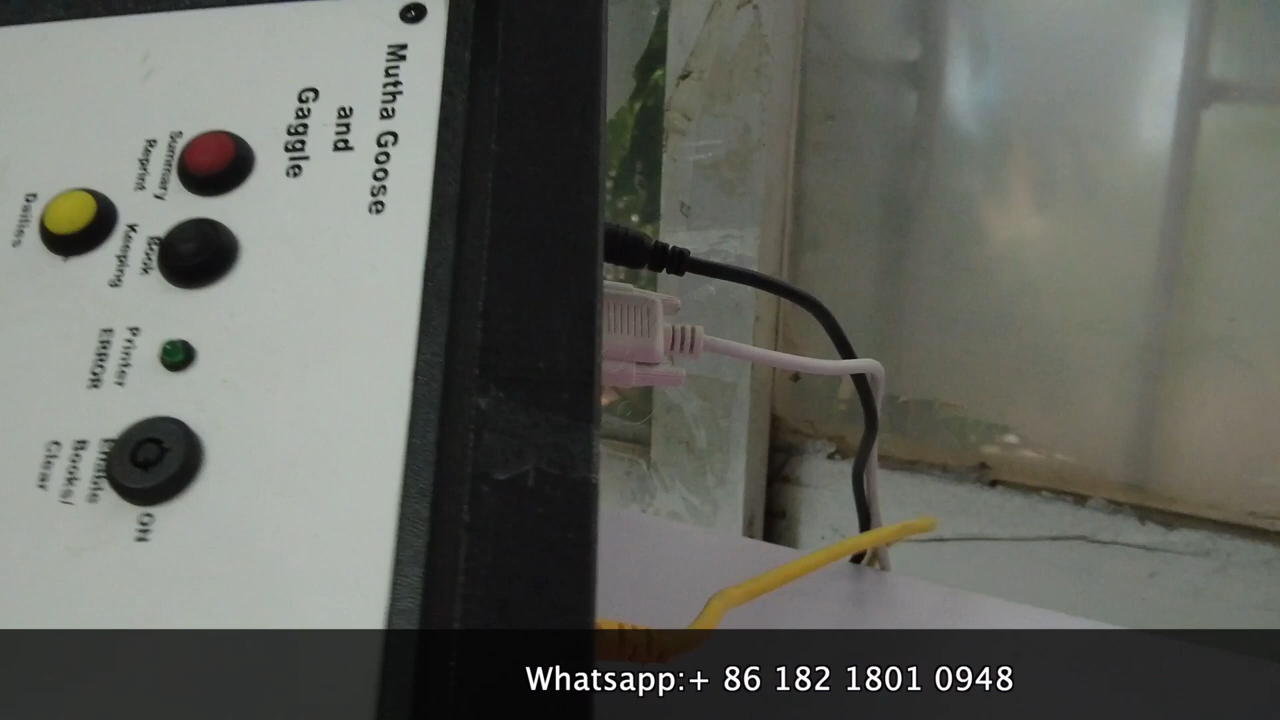 Mutha Goose
and
Gaggle
Summary
Reprint
Dailies
Book
Keeping
Printer
ERROR
Enable
Books/
Clear
ON
Whatsapp:+ 86 182 1801 0948